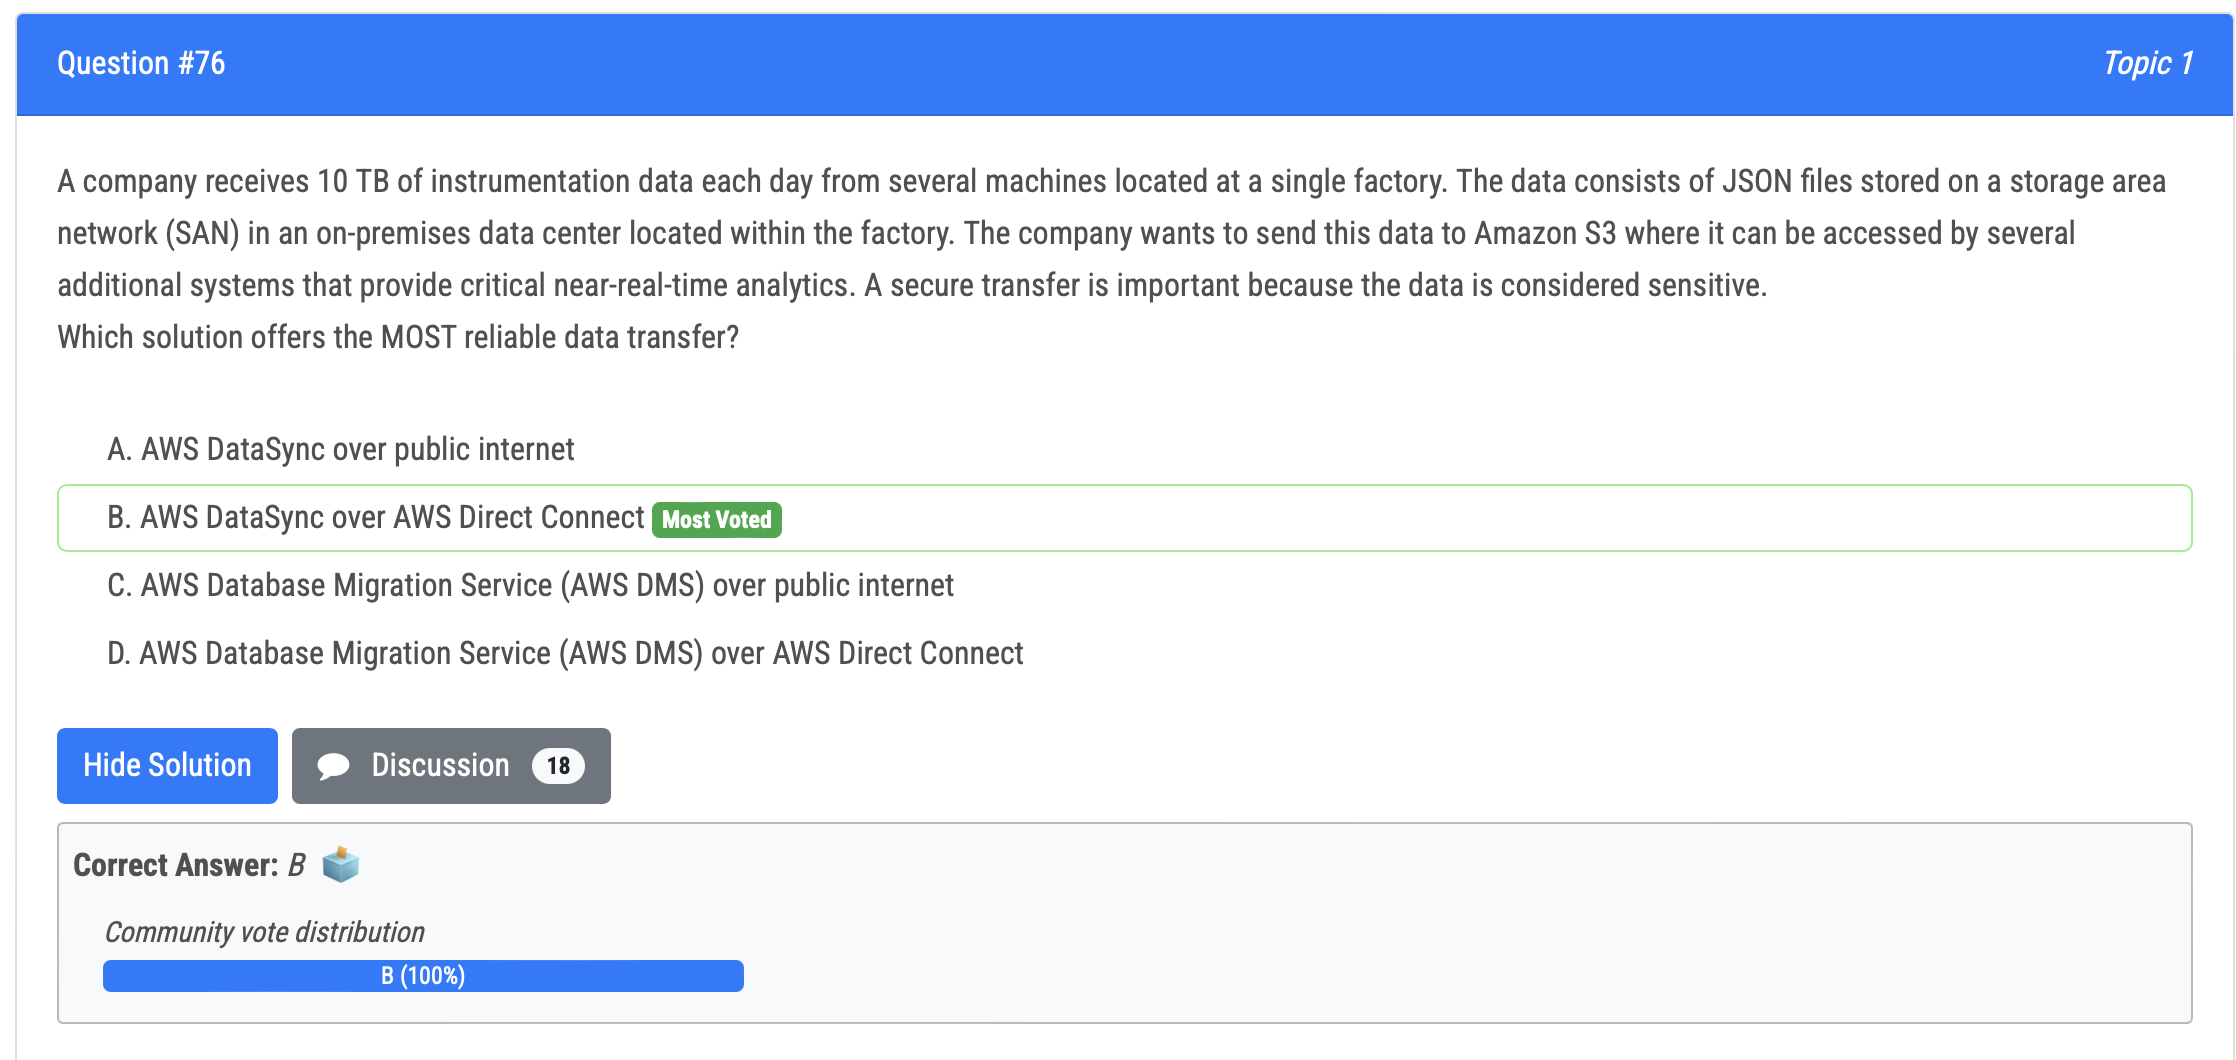 Question #76
Topic 1
A company receives 10 TB of instrumentation data each day from several machines located at a single factory. The data consists of JSON files stored on a storage area
network (SAN) in an on-premises data center located within the factory. The company wants to send this data to Amazon S3 where it can be accessed by several
additional systems that provide critical near-real-time analytics. A secure transfer is important because the data is considered sensitive.
Which solution offers the MOST reliable data transfer?
A. AWS DataSync over public internet
B. AWS DataSync over AWS Direct Connect Most Voted
C. AWS Database Migration Service (AWS DMS) over public internet
D. AWS Database Migration Service (AWS DMS) over AWS Direct Connect
Hide Solution
Discussion 18
Correct Answer: B
Community vote distribution
B (100%)